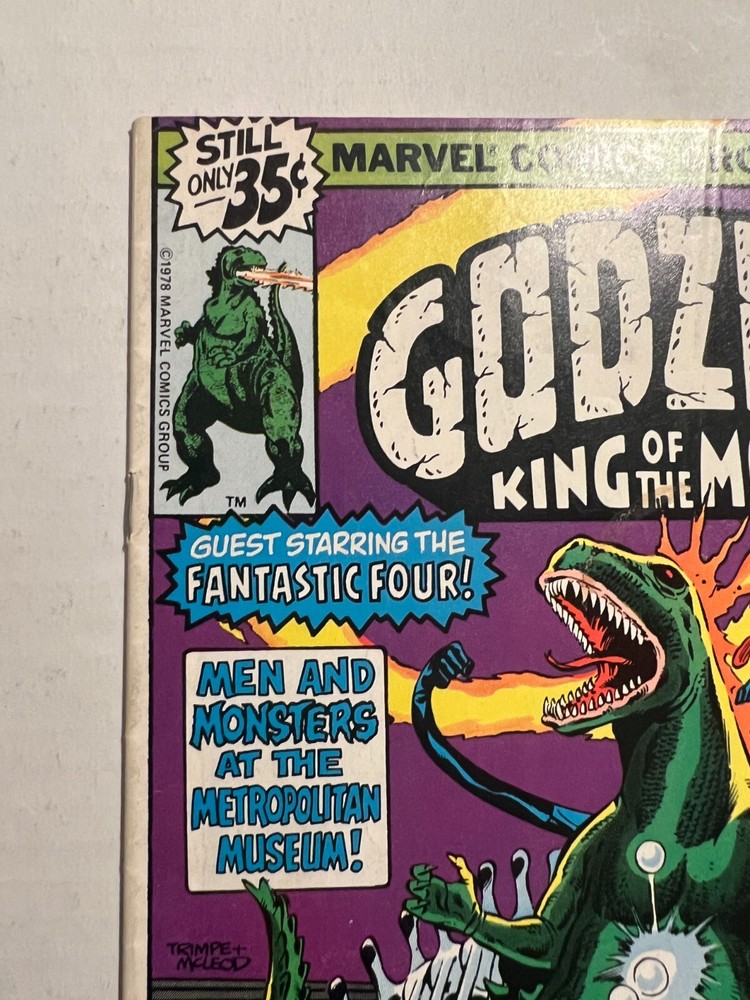 STILL
ONLY
35¢
MARVEL COMICS
©1978 MARVEL COMICS GROUP
GODZ
KING OF
THE M
TM
GUEST STARRING THE
FANTASTIC FOUR!
MEN AND
MONSTERS
AT THE
METROPOLITAN
MUSEUM!
TRIMPE +
MCLEOD